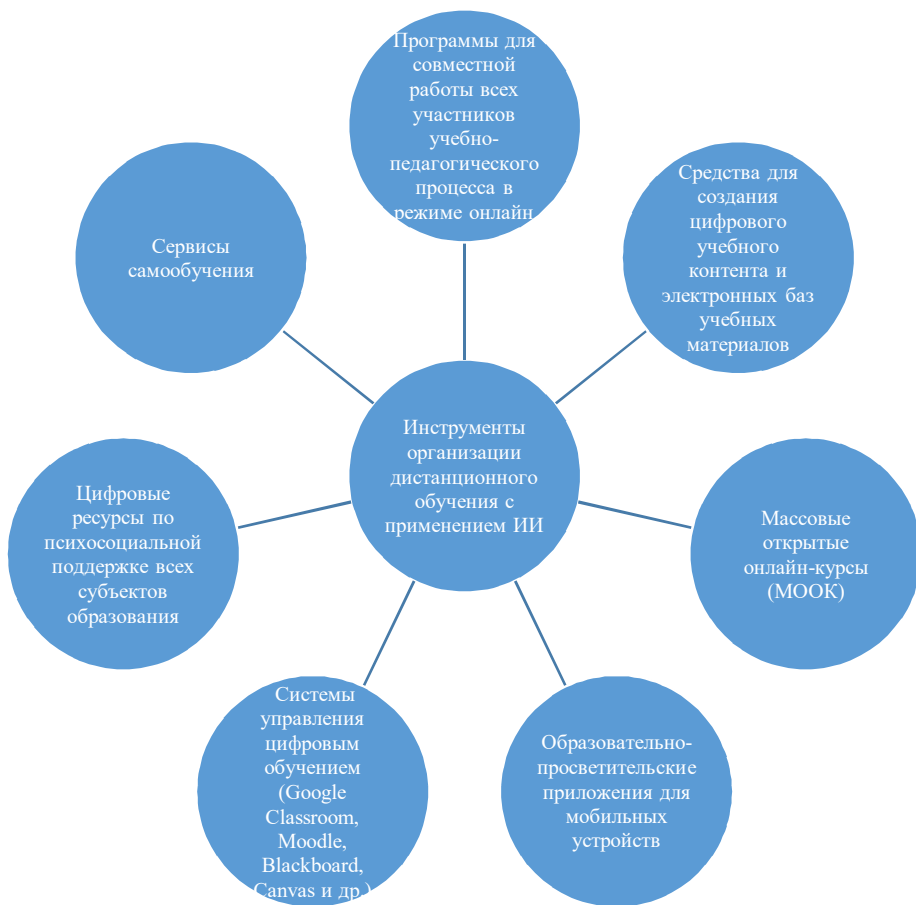 Программы для
совместной
работы всех
участников
учебно-
педагогического
процесса в
режиме онлайн
Средства для
создания
цифрового
учебного
контента и
электронных баз
учебных
материалов
Сервисы
самообучения
Инструменты
организации
дистанционного
обучения с
применением ИИ
Цифровые
ресурсы по
психосоциальной
поддержке всех
субъектов
образования
Массовые
открытые
онлайн-курсы
(МООК)
Системы
управления
цифровым
обучением
(Google
Classroom,
Moodle,
Blackboard,
Canvas и др.)
Образовательно-
просветительские
приложения для
мобильных
устройств